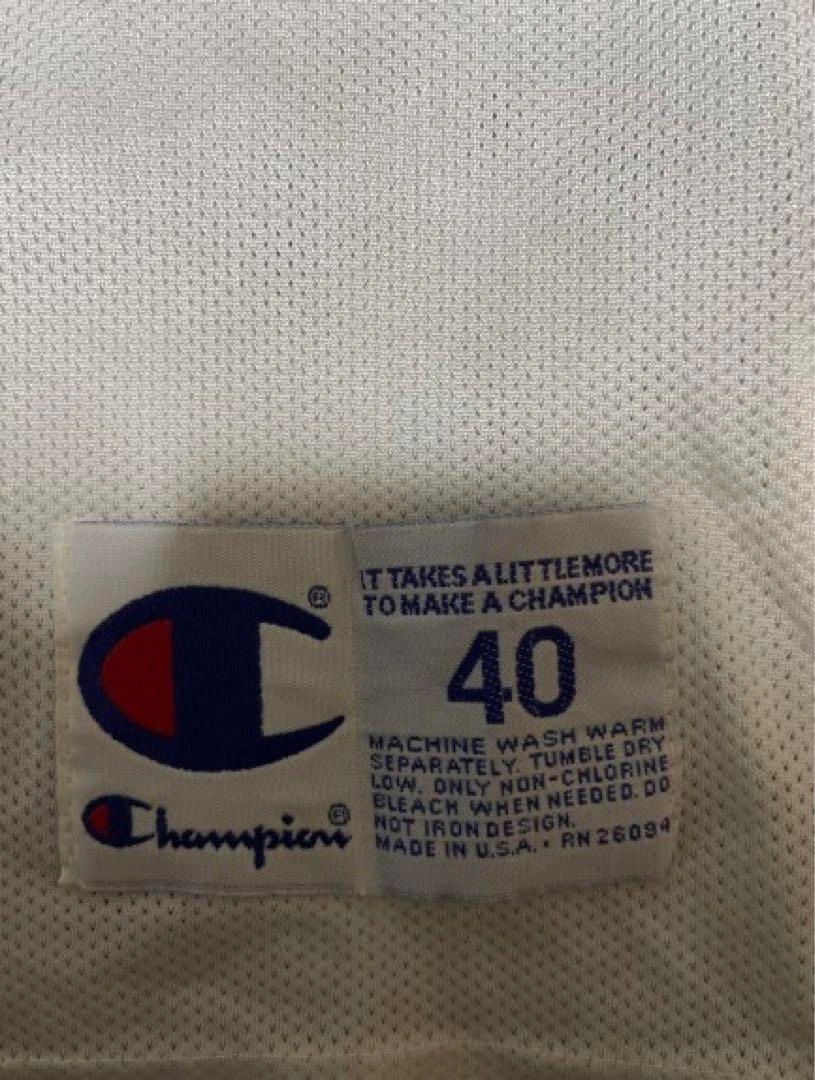 ®
Champion®
IT TAKES A LITTLE MORE
TO MAKE A CHAMPION
40
MACHINE WASH WARM
SEPARATELY. TUMBLE DRY
LOW. ONLY NON-CHLORINE
BLEACH WHEN NEEDED. DO
NOT IRON DESIGN.
MADE IN U.S.A. • RN 26094